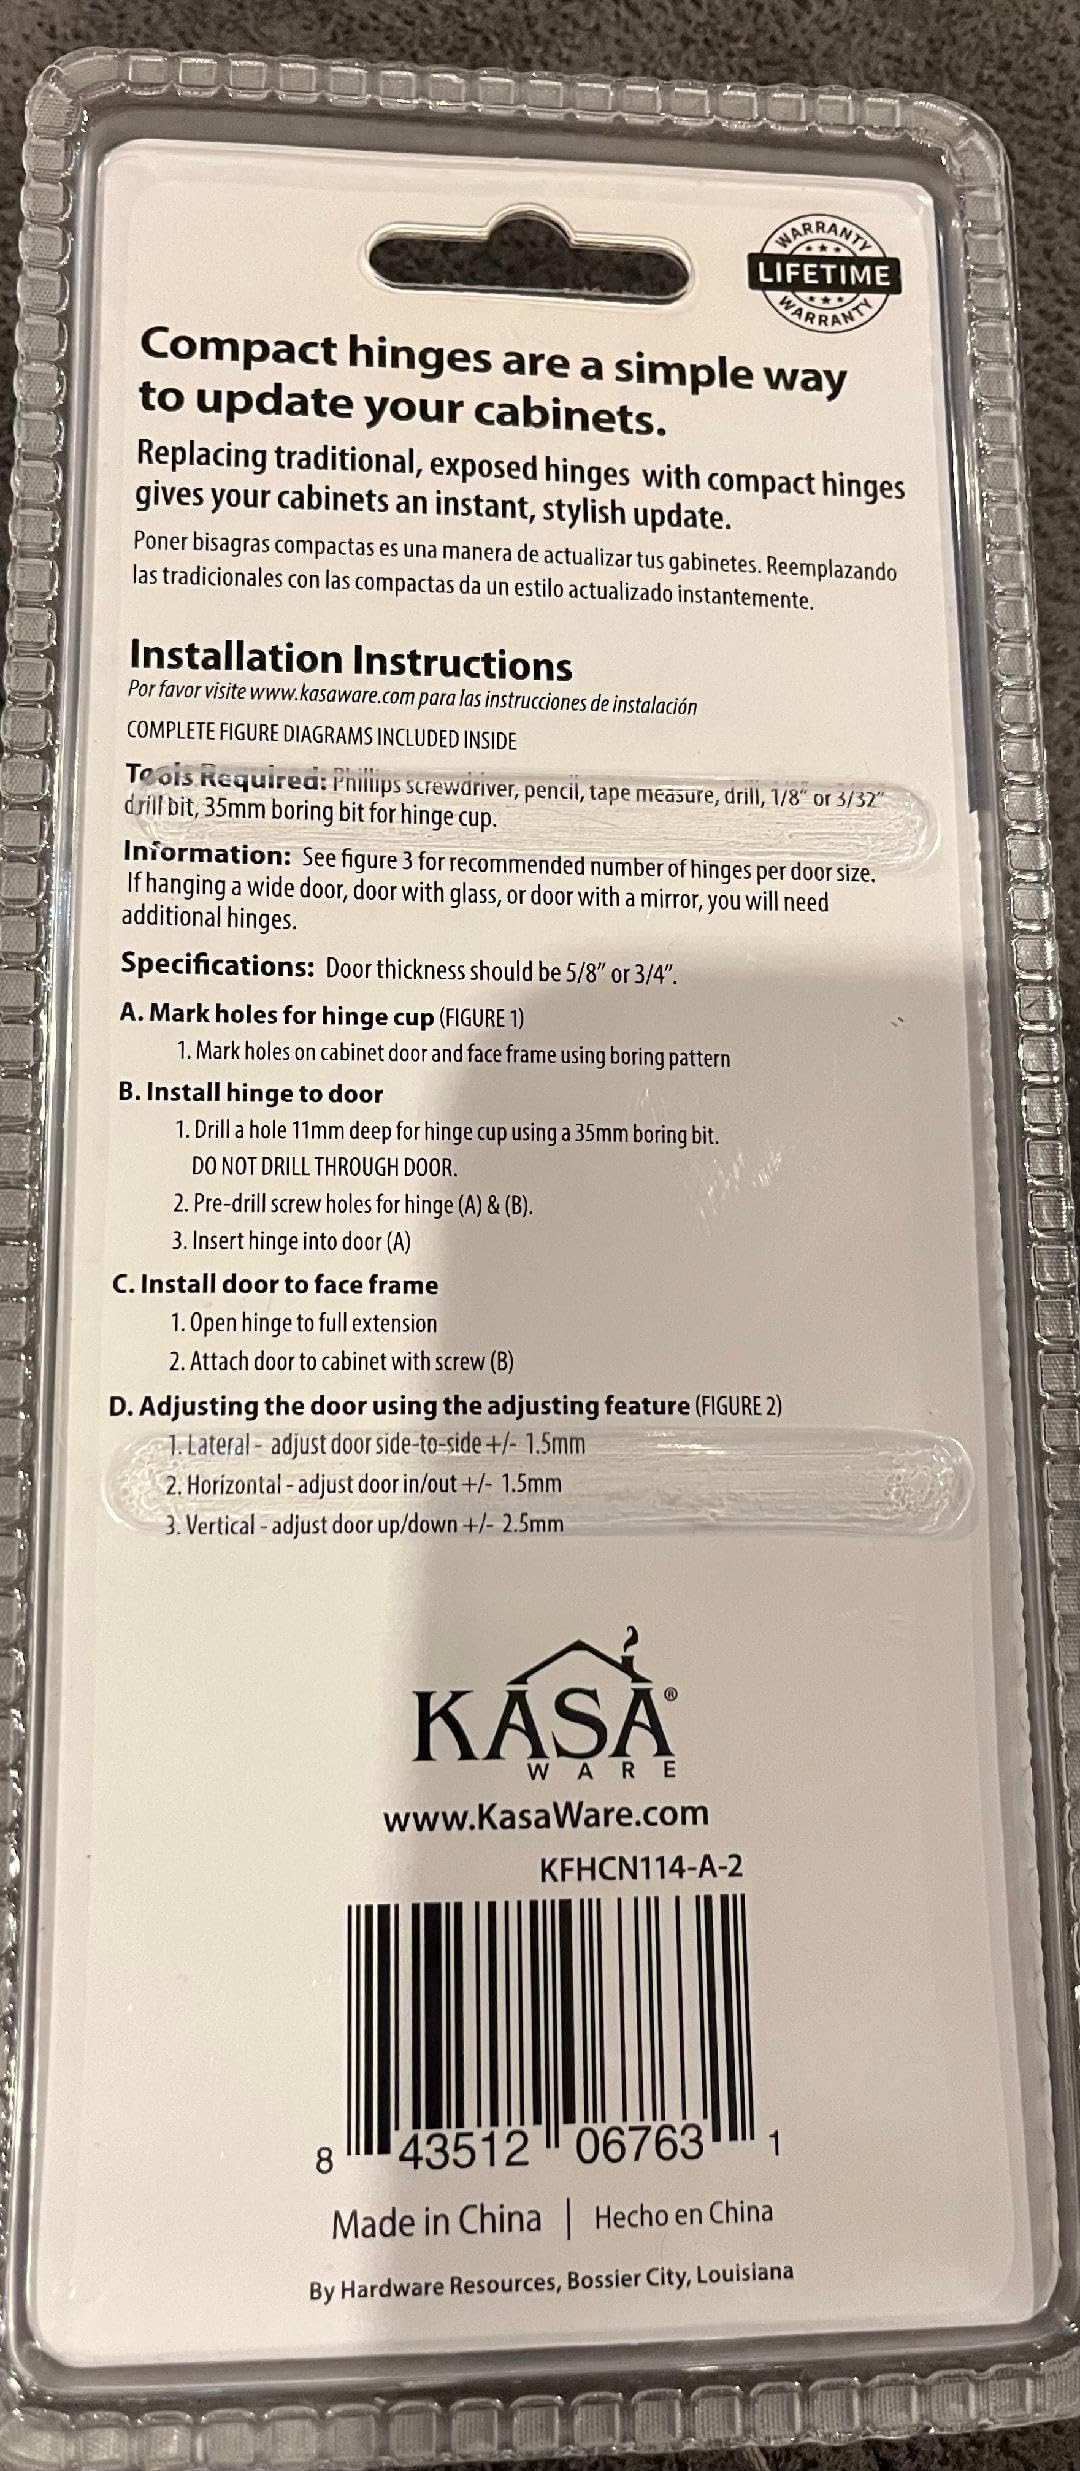 WARRANTY
LIFETIME
WARRANTY
Compact hinges are a simple way
to update your cabinets.
Replacing traditional, exposed hinges with compact hinges
gives your cabinets an instant, stylish update.
Poner bisagras compactas es una manera de actualizar tus gabinetes. Reemplazando
las tradicionales con las compactas da un estilo actualizado instantemente.
Installation Instructions
Por favor visite www.kasaware.com para las instrucciones de instalación
COMPLETE FIGURE DIAGRAMS INCLUDED INSIDE
Tools Required: Phillips screwdriver, pencil, tape measure, drill, 1/8" or 3/32"
drill bit, 35mm boring bit for hinge cup.
Information: See figure 3 for recommended number of hinges per door size.
If hanging a wide door, door with glass, or door with a mirror, you will need
additional hinges.
Specifications: Door thickness should be 5/8" or 3/4".
A. Mark holes for hinge cup (FIGURE 1)
1. Mark holes on cabinet door and face frame using boring pattern
B. Install hinge to door
1. Drill a hole 11mm deep for hinge cup using a 35mm boring bit.
DO NOT DRILL THROUGH DOOR.
2. Pre-drill screw holes for hinge (A) & (B).
3. Insert hinge into door (A)
C. Install door to face frame
1. Open hinge to full extension
2. Attach door to cabinet with screw (B)
D. Adjusting the door using the adjusting feature (FIGURE 2)
1. Lateral - adjust door side-to-side +/- 1.5mm
2. Horizontal - adjust door in/out +/- 1.5mm
3. Vertical - adjust door up/down +/- 2.5mm
KASA®
WARE
www.KasaWare.com
KFHCN114-A-2
8 43512 06763 1
Made in China | Hecho en China
By Hardware Resources, Bossier City, Louisiana